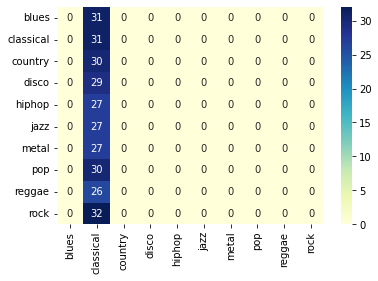 blues 0 31 0 0 0 0 0 0 0 0
classical 0 31 0 0 0 0 0 0 0 0
country 0 30 0 0 0 0 0 0 0 0
disco 0 29 0 0 0 0 0 0 0 0
hiphop 0 27 0 0 0 0 0 0 0 0
jazz 0 27 0 0 0 0 0 0 0 0
metal 0 27 0 0 0 0 0 0 0 0
pop 0 30 0 0 0 0 0 0 0 0
reggae 0 26 0 0 0 0 0 0 0 0
rock 0 32 0 0 0 0 0 0 0 0
blues
classical
country
disco
hiphop
jazz
metal
pop
reggae
rock
30
25
20
15
10
5
0